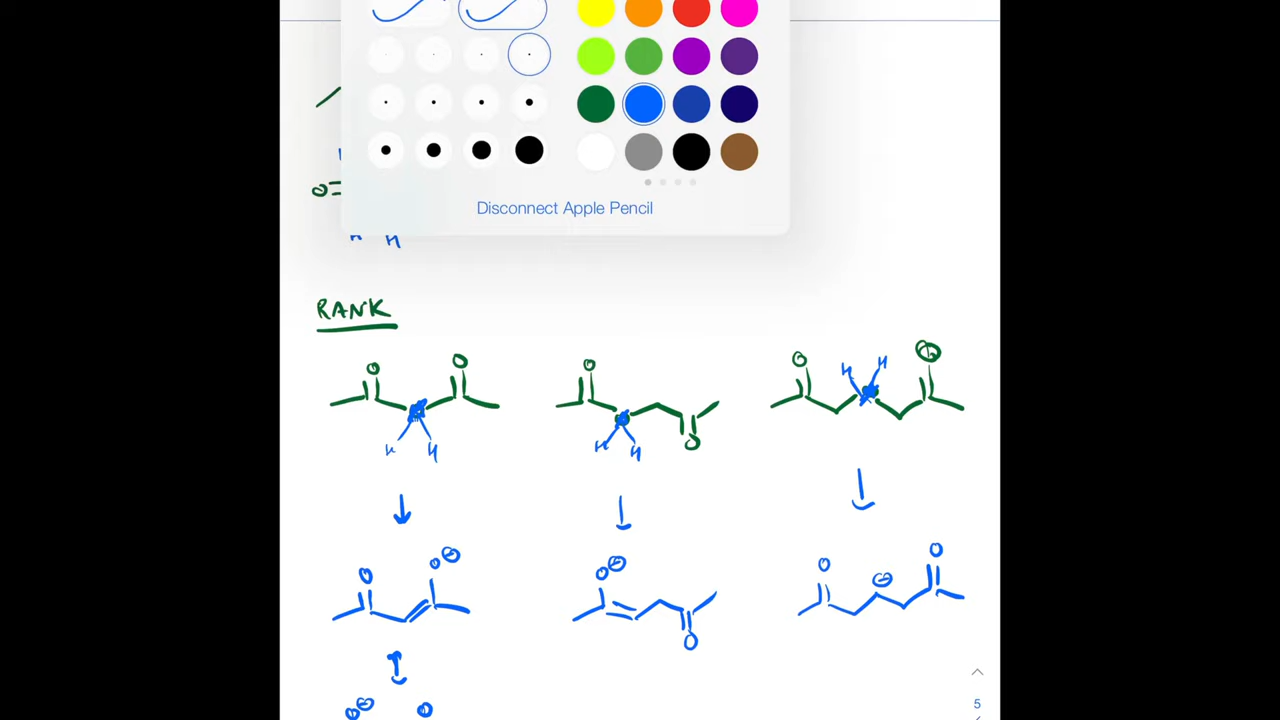 Disconnect Apple Pencil
O=
H H
RANK
O O O O O
H H
H H H H
O
O O⊖ O⊖ O ⊖ O
O
O⊖ O
5